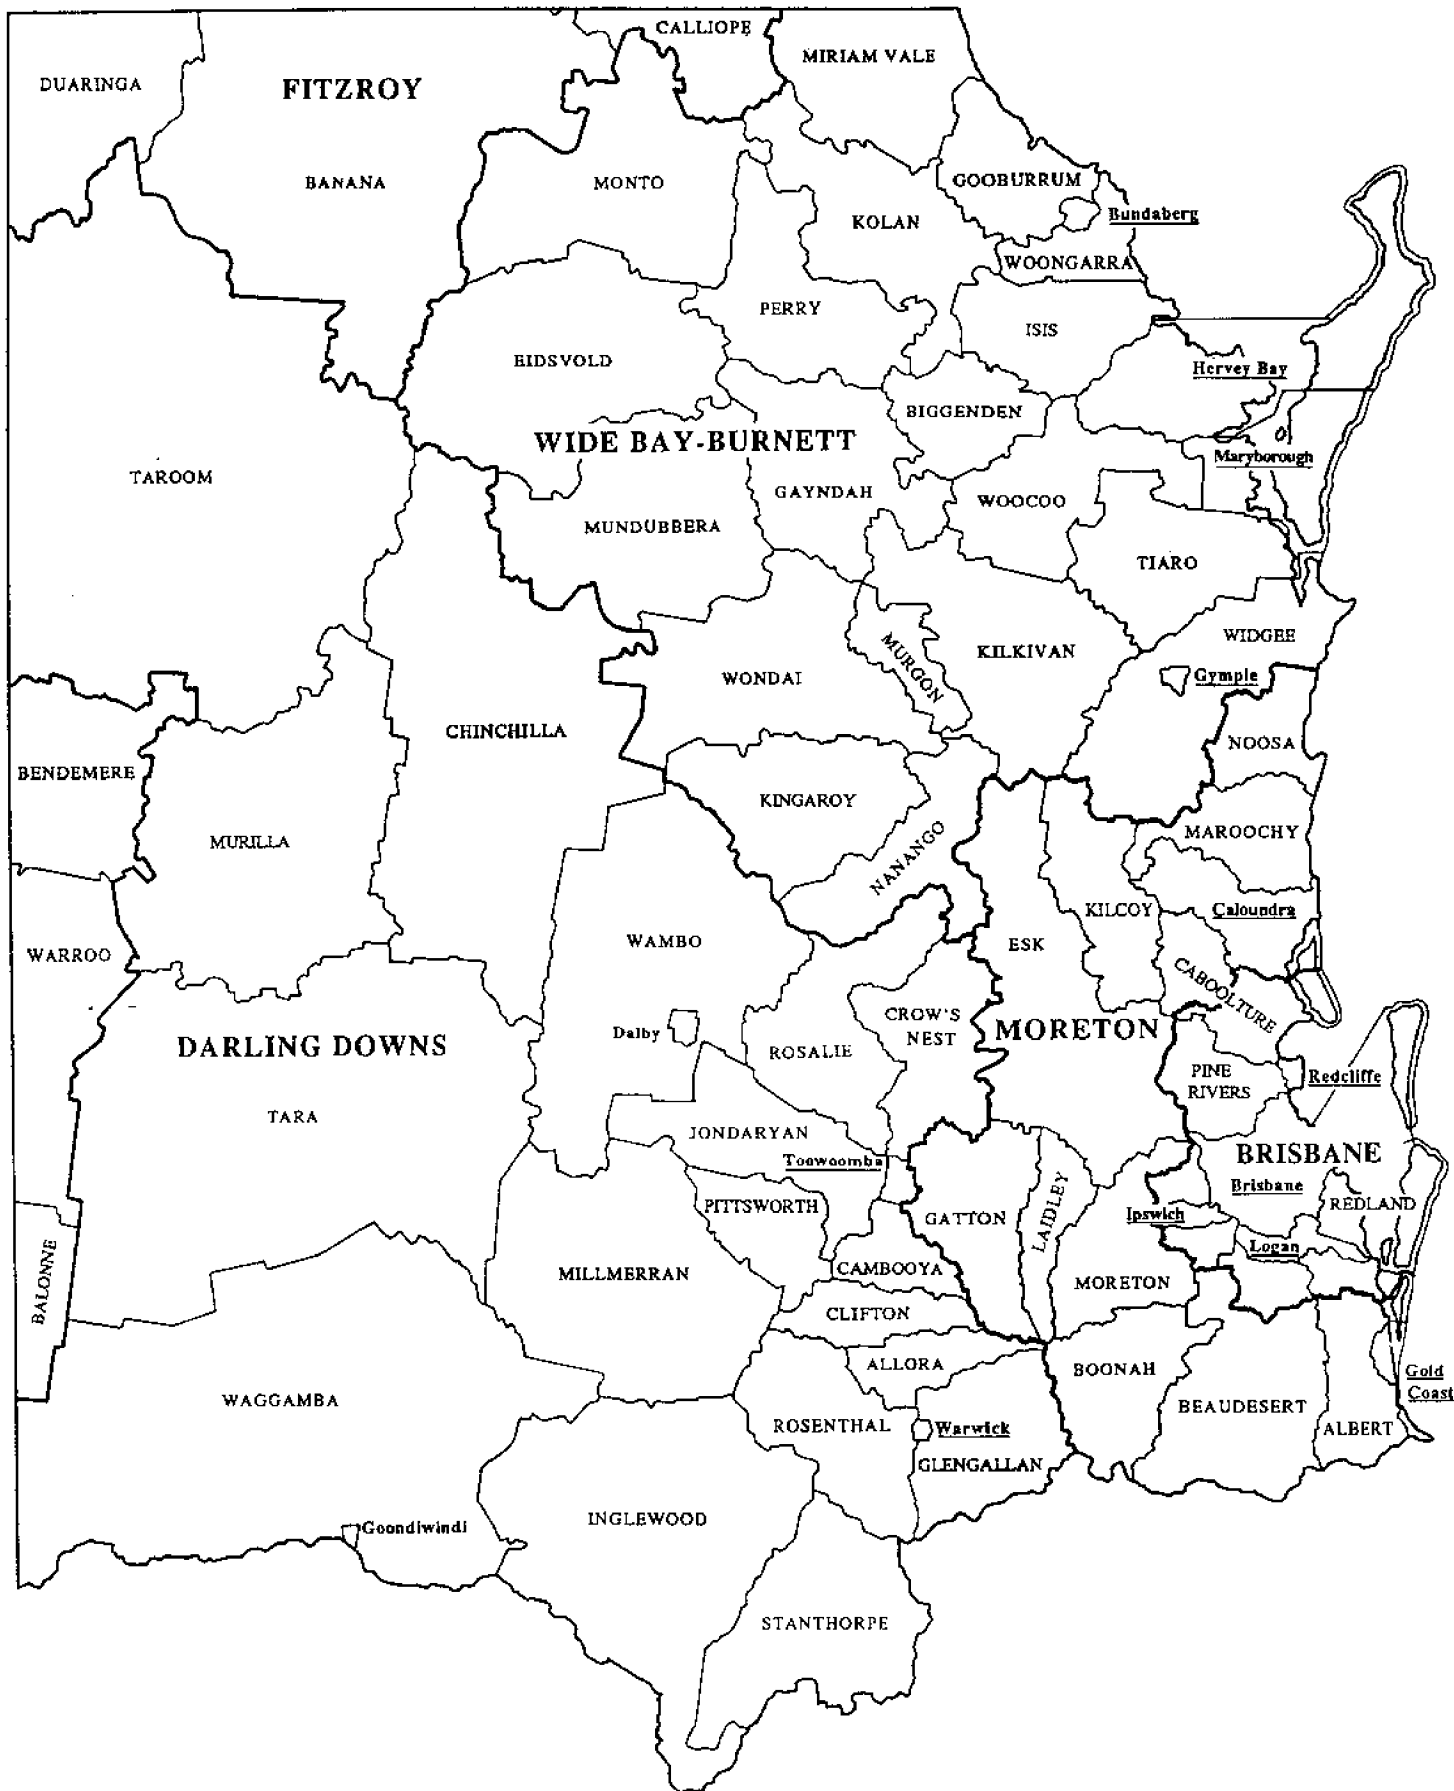 CALLIOPE
MIRIAM VALE
DUARINGA
FITZROY
BANANA
MONTO
GOOBURRUM
KOLAN
Bundaberg
WOONGARRA
PERRY
ISIS
EIDSVOLD
Hervey Bay
BIGGENDEN
WIDE BAY-BURNETT
Maryborough
TAROOM
GAYNDAH
WOOCOO
MUNDUBBERA
TIARO
WIDGEE
MURGON
KILKIVAN
WONDAI
Gympie
CHINCHILLA
NOOSA
BENDEMERE
KINGAROY
MAROOCHY
MURILLA
NANANGO
KILCOY
Caloundra
WARROO
WAMBO
ESK
CABOOLTURE
CROW'S
NEST
Dalby
MORETON
DARLING DOWNS
ROSALIE
PINE
RIVERS
Redcliffe
TARA
JONDARYAN
Toowoomba
BRISBANE
Brisbane
PITTSWORTH
GATTON
LAIDLEY
Ipswich
REDLAND
Logan
BALONNE
MILLMERRAN
CAMBOOYA
MORETON
CLIFTON
ALLORA
BOONAH
Gold
Coast
WAGGAMBA
BEAUDESERT
ROSENTHAL
Warwick
ALBERT
GLENGALLAN
INGLEWOOD
Goondiwindi
STANTHORPE